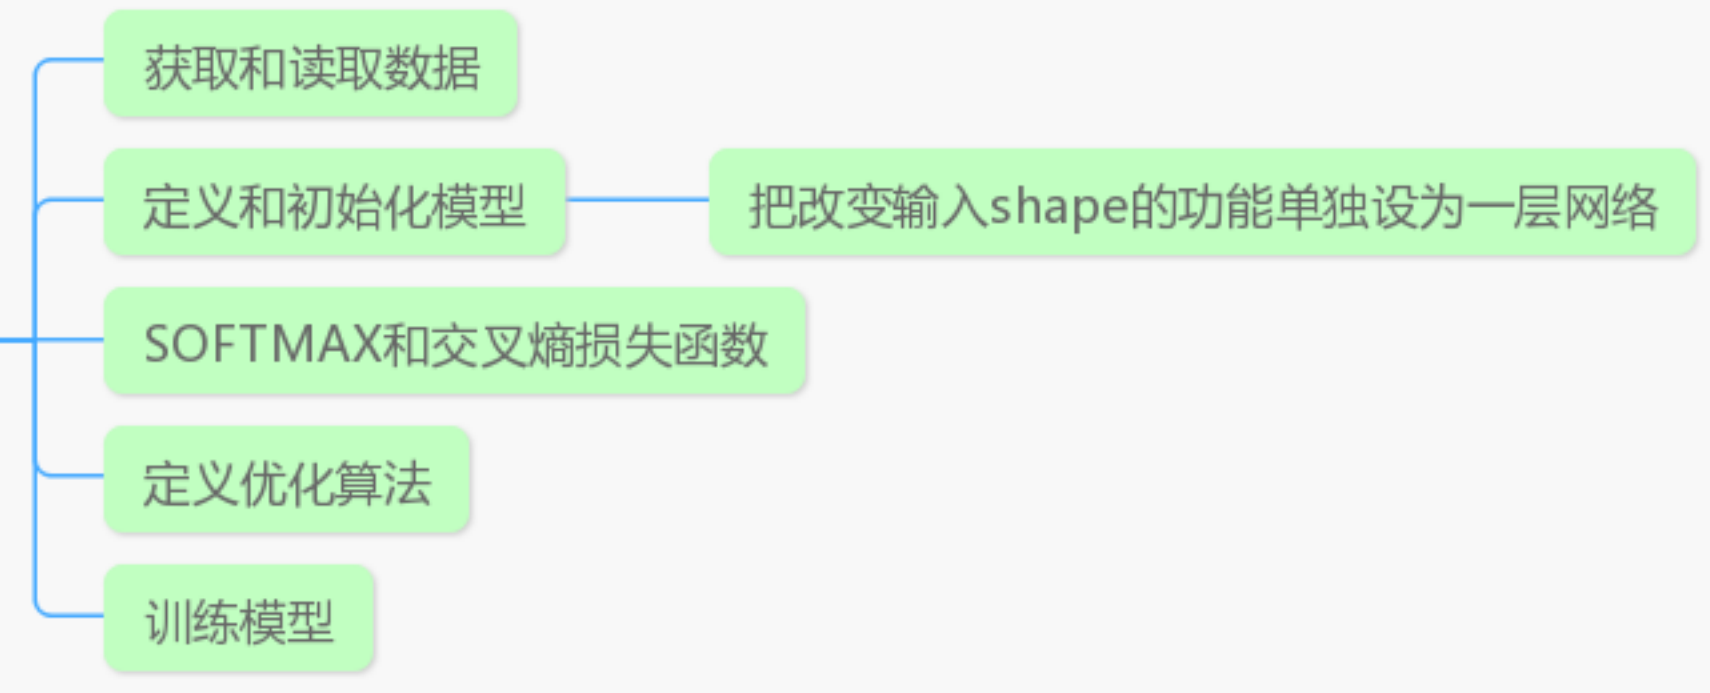 获取和读取数据
定义和初始化模型
把改变输入shape的功能单独设为一层网络
SOFTMAX和交叉熵损失函数
定义优化算法
训练模型